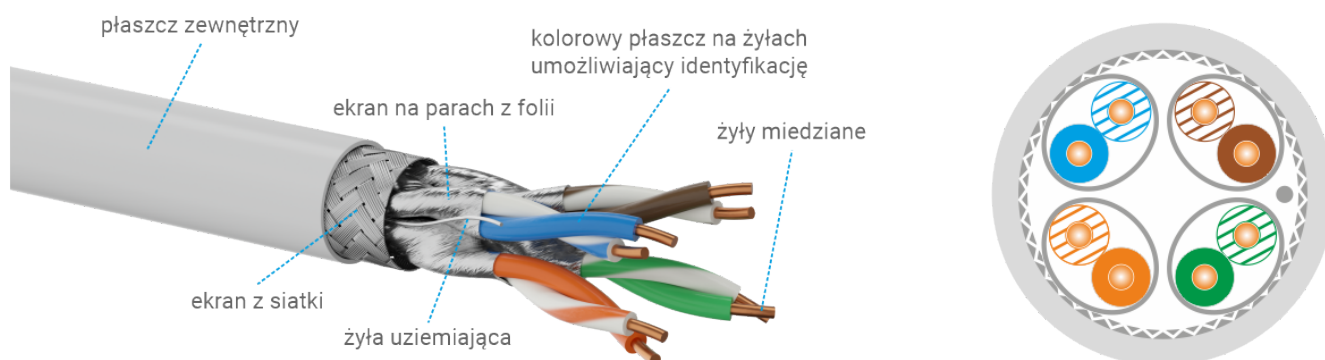 płaszcz zewnętrzny
kolorowy płaszcz na żyłach
umożliwiający identyfikację
ekran na parach z folii
żyły miedziane
ekran z siatki
żyła uziemiająca